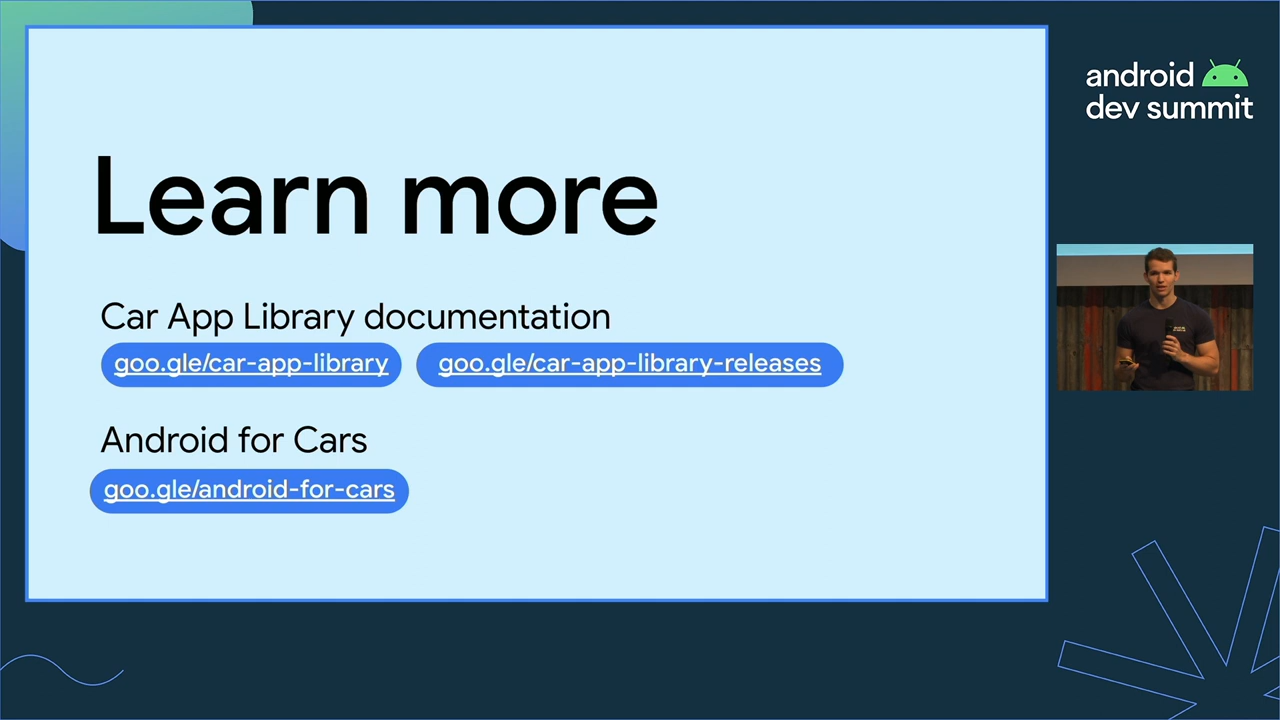 Learn more
Car App Library documentation
goo.gle/car-app-library goo.gle/car-app-library-releases
Android for Cars
goo.gle/android-for-cars
android
dev summit